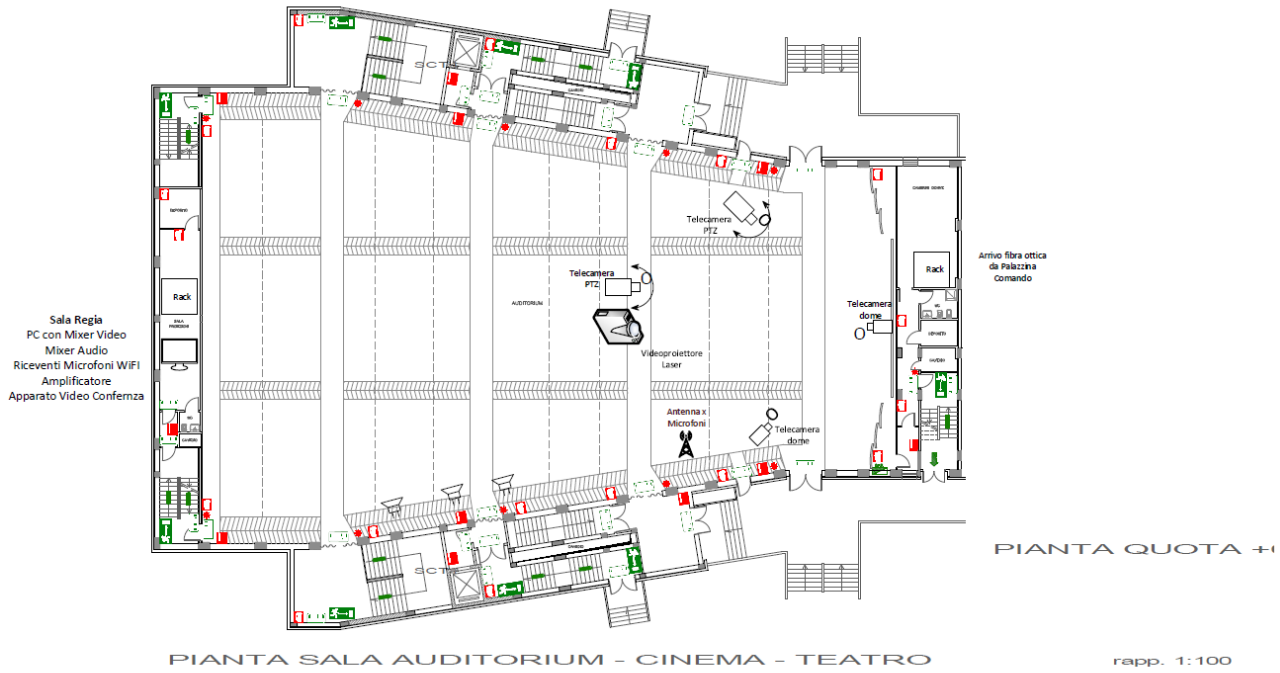 SCT
Telecamera
PTZ
Telecamera
PTZ
AUDITORIUM
Rack
Arrivo fibra ottica
da Palazzina
Comando
Rack
Telecamera
dome
Sala Regia
PC con Mixer Video
Mixer Audio
Riceventi Microfoni WiFI
Amplificatore
Apparato Video Confernza
Videoproiettore
Laser
DEPOSITO
Antenna x
Microfoni
Telecamera
dome
SCT
PIANTA QUOTA +
PIANTA SALA AUDITORIUM - CINEMA - TEATRO
rapp. 1:100